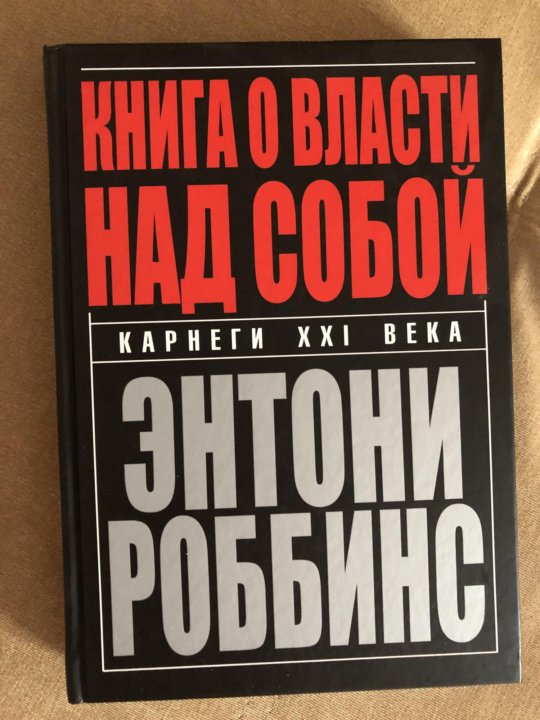 КНИГА О ВЛАСТИ
НАД СОБОЙ
КАРНЕГИ XXI ВЕКА
ЭНТОНИ
РОББИНС